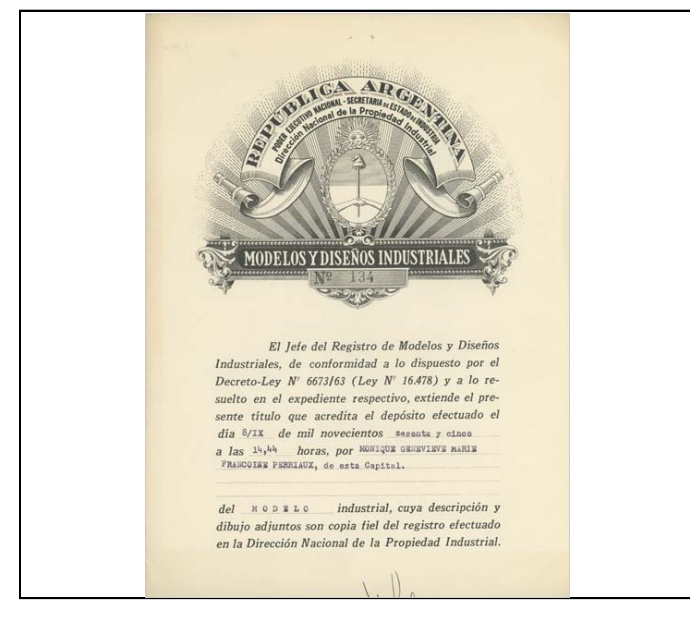 REPÚBLICA ARGENTINA
PODER EJECUTIVO NACIONAL - SECRETARIA DE ESTADO DE INDUSTRIA
Dirección Nacional de la Propiedad Industrial
MODELOS Y DISEÑOS INDUSTRIALES
Nº 134
El Jefe del Registro de Modelos y Diseños
Industriales, de conformidad a lo dispuesto por el
Decreto-Ley Nº 6673/63 (Ley Nº 16.478) y a lo re-
suelto en el expediente respectivo, extiende el pre-
sente título que acredita el depósito efectuado el
día 8/IX de mil novecientos sesenta y cinco
a las 14,44 horas, por MONIQUE GENEVIEVE MARIE
FRANCOISE PERRIAUX, de esta Capital.
del MODELO industrial, cuya descripción y
dibujo adjuntos son copia fiel del registro efectuado
en la Dirección Nacional de la Propiedad Industrial.